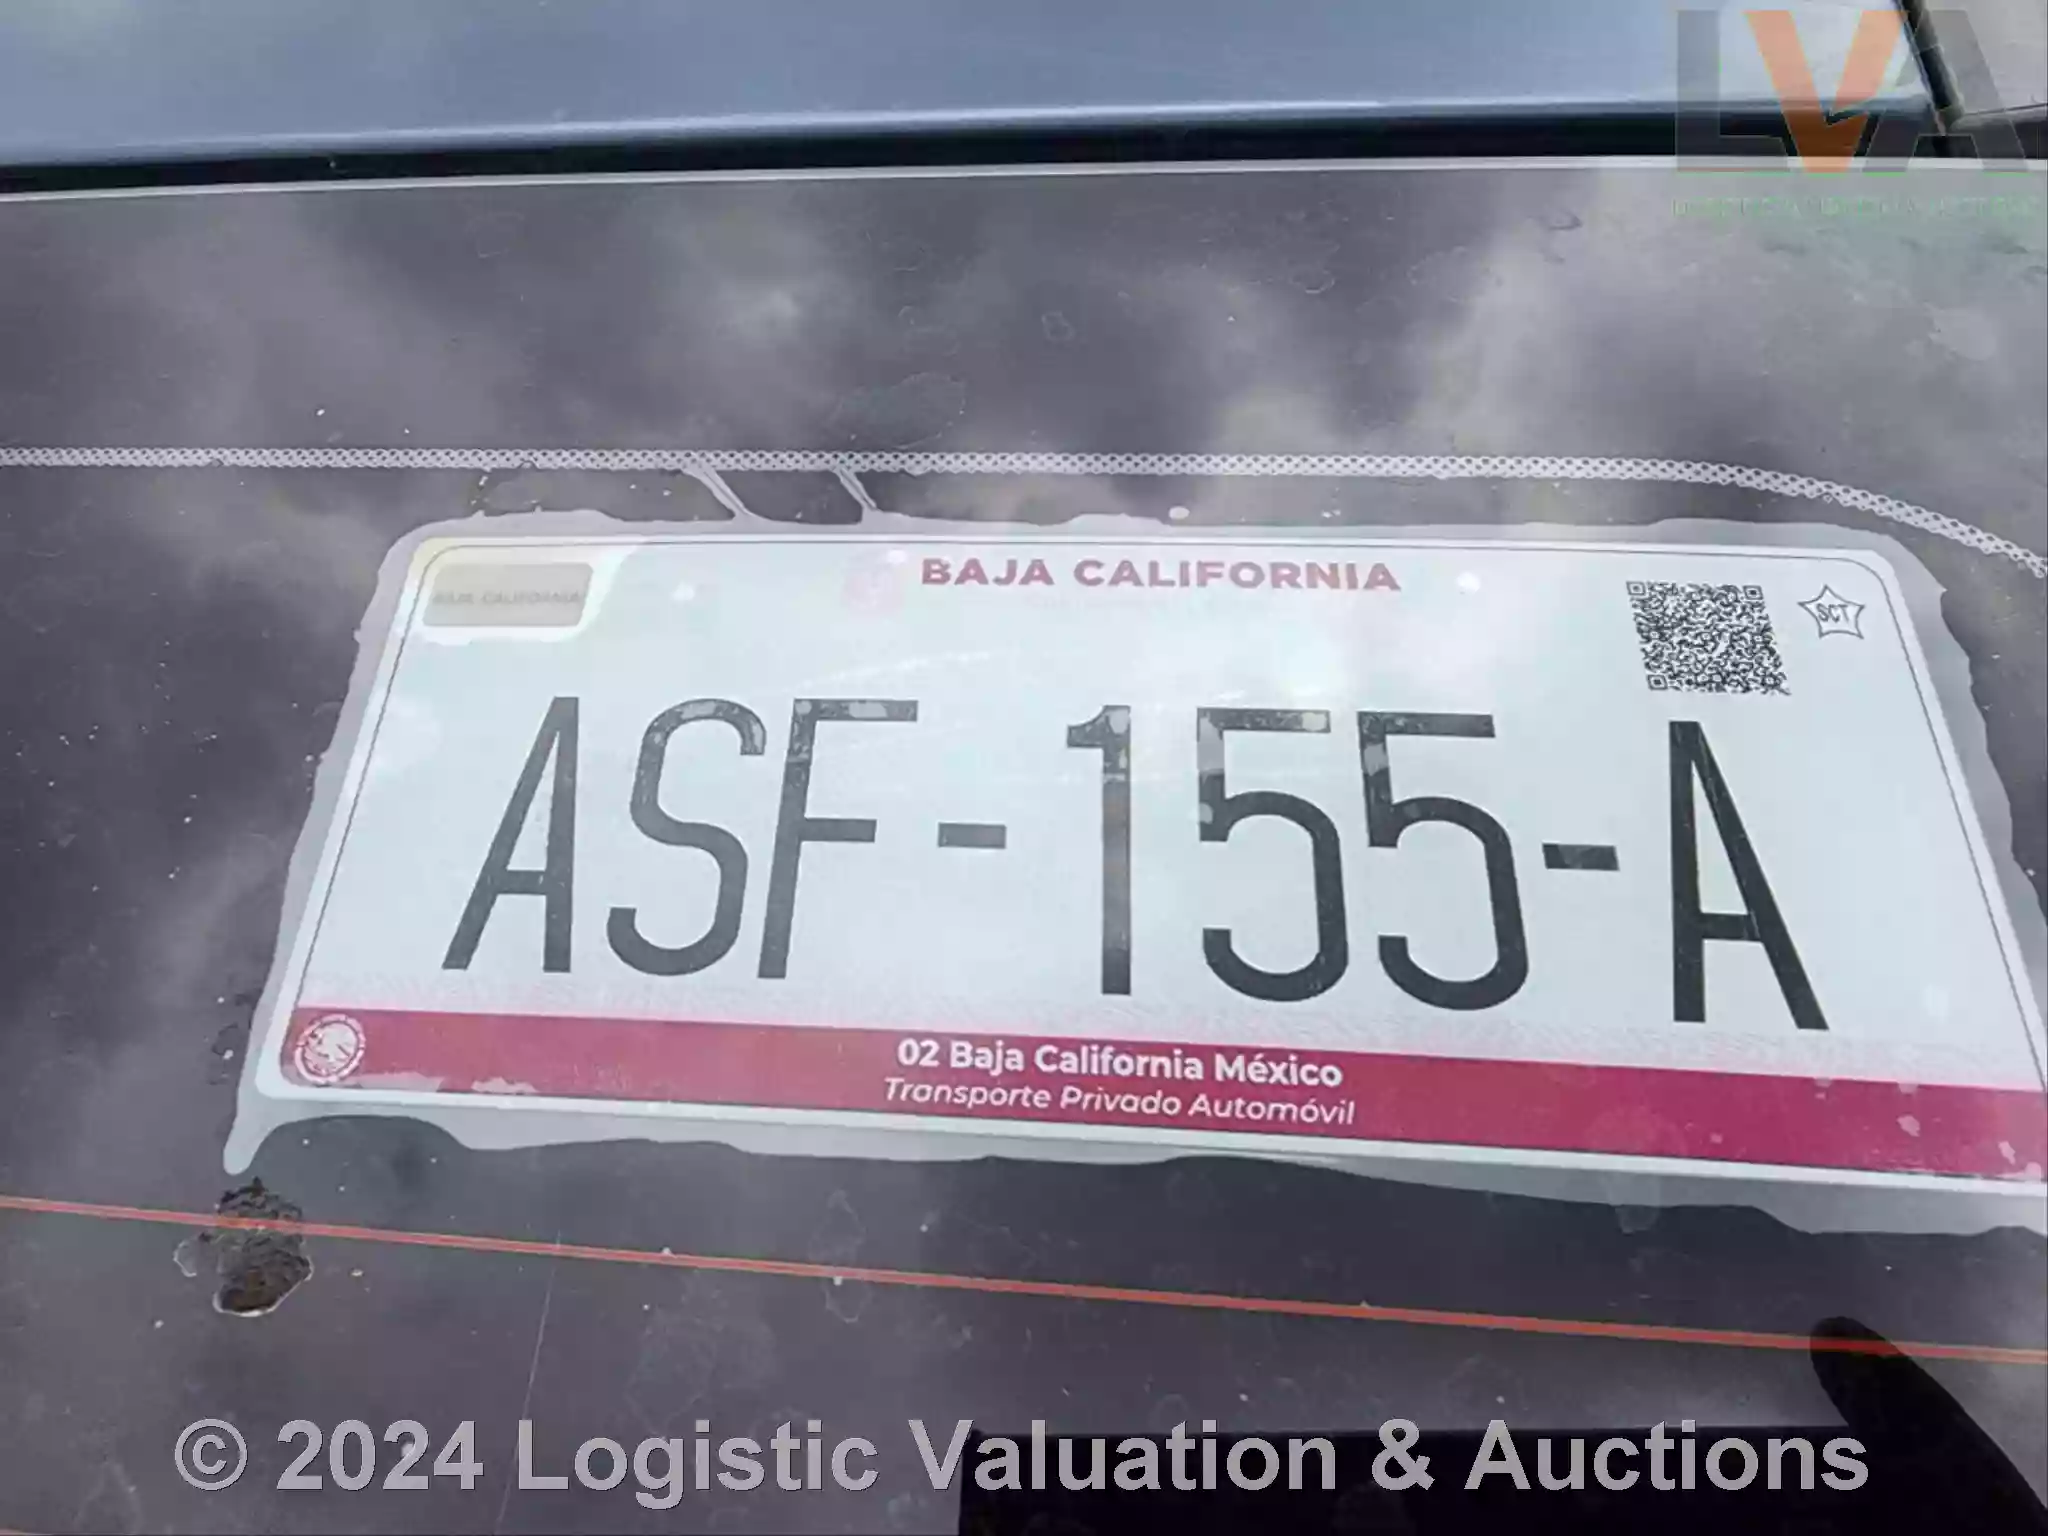 LVA
BAJA CALIFORNIA
BAJA CALIFORNIA
SCT
ASF-155-A
02 Baja California México
Transporte Privado Automóvil
© 2024 Logistic Valuation & Auctions